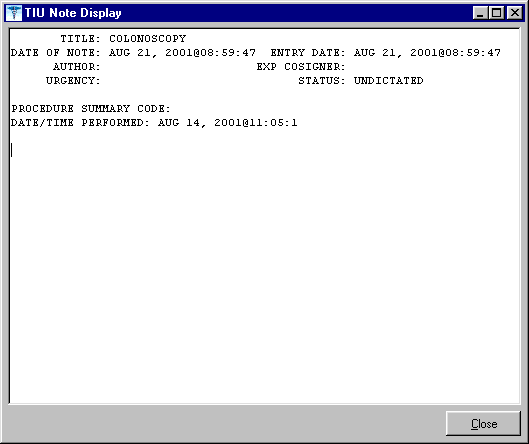 TIU Note Display
TITLE: COLONOSCOPY
DATE OF NOTE: AUG 21, 2001@08:59:47 ENTRY DATE: AUG 21, 2001@08:59:47
AUTHOR: EXP COSIGNER:
URGENCY: STATUS: UNDICTATED
PROCEDURE SUMMARY CODE:
DATE/TIME PERFORMED: AUG 14, 2001@11:05:1
Close